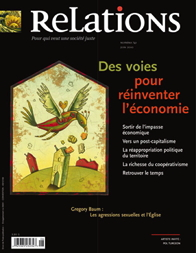 ReLations
Pour qui veut une société juste
Des voies
pour
réinventer
l'économie
Sortir de l'impasse
économique
Vers un post-capitalisme
La réappropriation politique
du territoire
La richesse du coopératisme
Retrouver le temps
Gregory Baum :
Les agressions sexuelles et l'Église
ARTISTE INVITÉ :